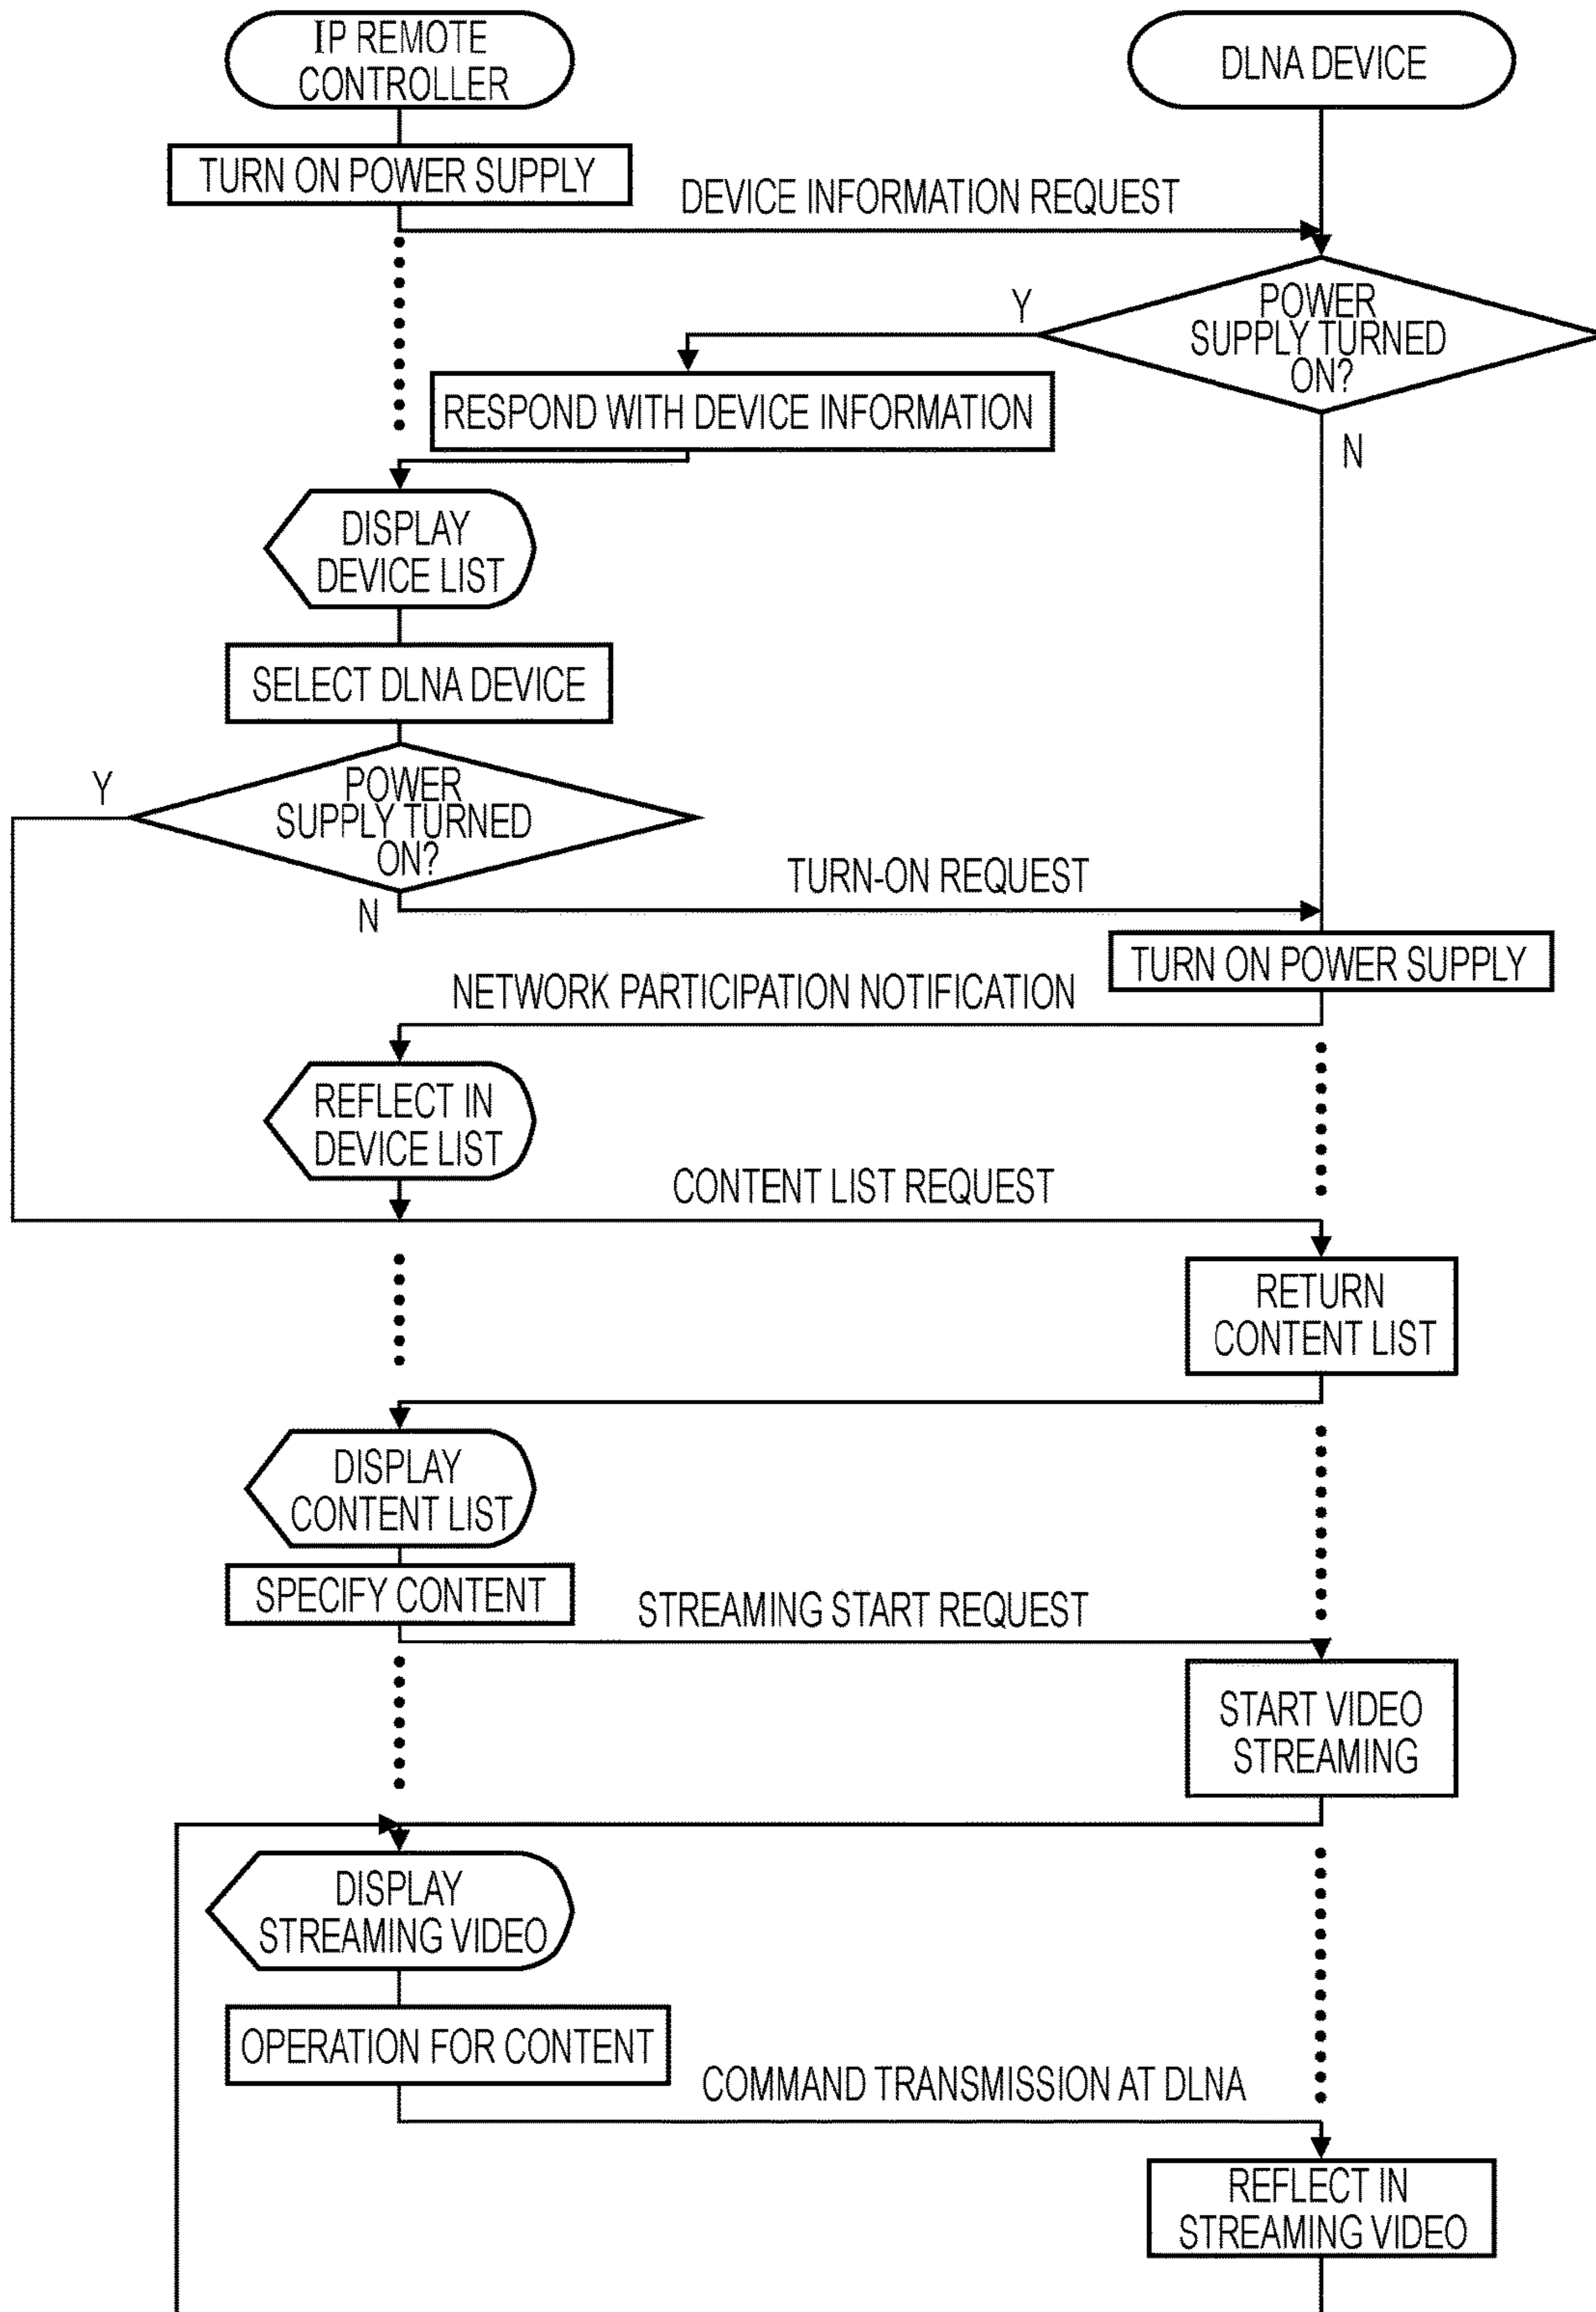 IP REMOTE
CONTROLLER
DLNA DEVICE
TURN ON POWER SUPPLY
DEVICE INFORMATION REQUEST
Y
POWER
SUPPLY TURNED
ON?
RESPOND WITH DEVICE INFORMATION
N
DISPLAY
DEVICE LIST
SELECT DLNA DEVICE
Y
POWER
SUPPLY TURNED
ON?
TURN-ON REQUEST
N
TURN ON POWER SUPPLY
NETWORK PARTICIPATION NOTIFICATION
REFLECT IN
DEVICE LIST
CONTENT LIST REQUEST
RETURN
CONTENT LIST
DISPLAY
CONTENT LIST
SPECIFY CONTENT
STREAMING START REQUEST
START VIDEO
STREAMING
DISPLAY
STREAMING VIDEO
OPERATION FOR CONTENT
COMMAND TRANSMISSION AT DLNA
REFLECT IN
STREAMING VIDEO